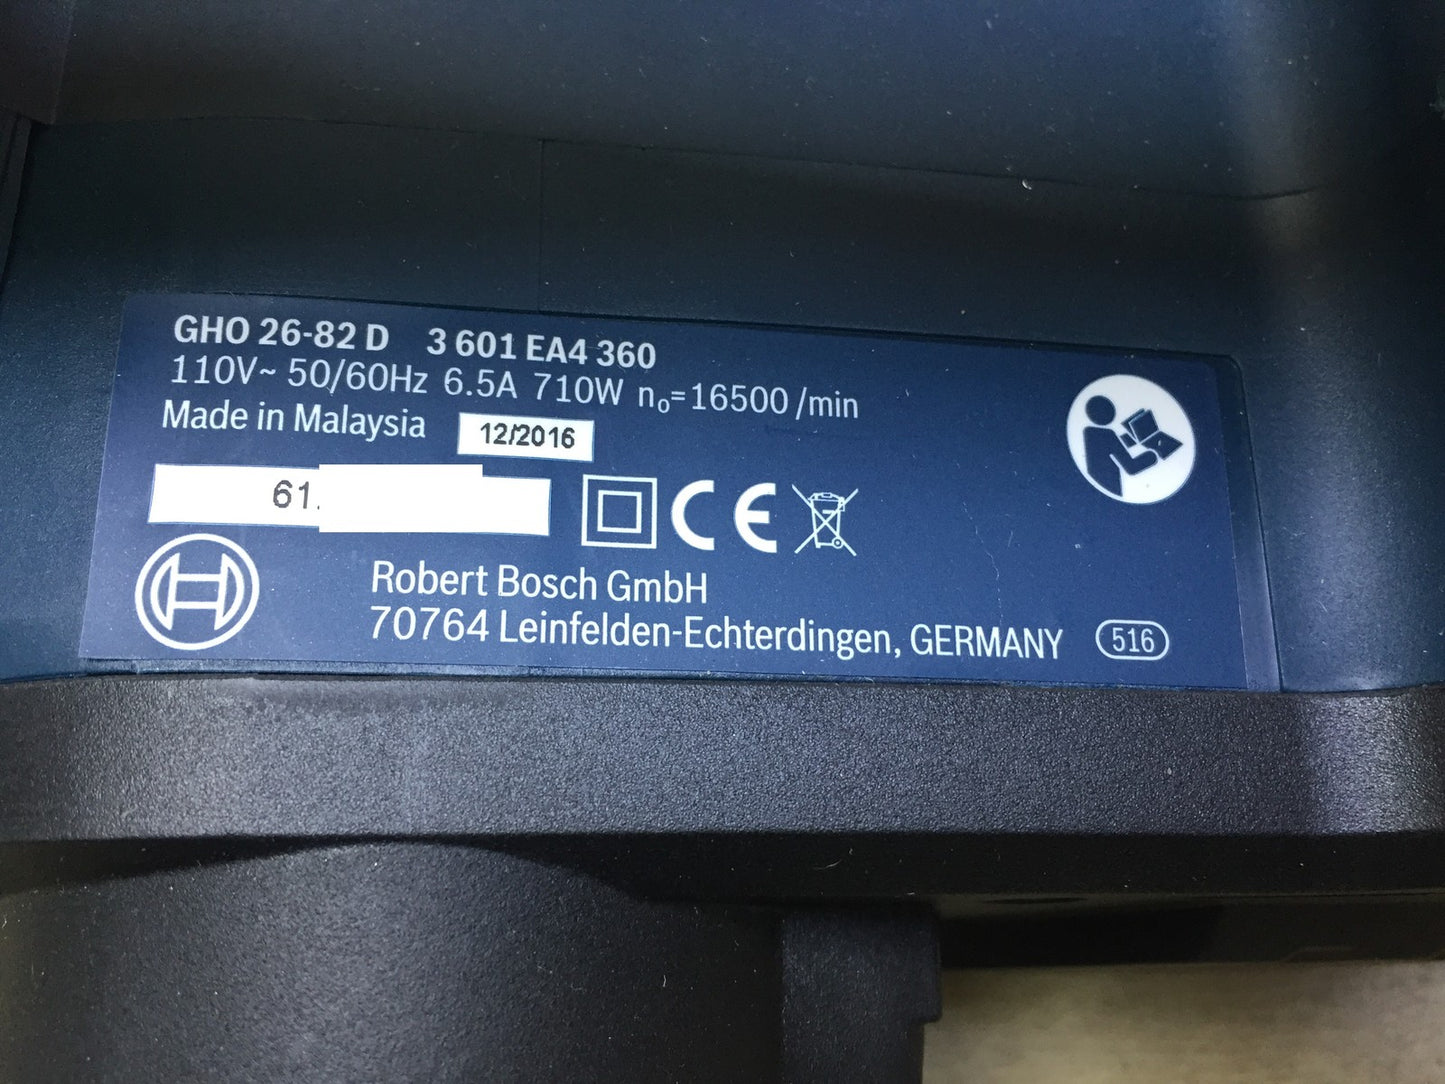 GHO 26-82 D 3 601 EA4 360
110V~ 50/60Hz 6.5A 710W n₀=16500/min
Made in Malaysia 12/2016
61
CE
Robert Bosch GmbH
70764 Leinfelden-Echterdingen, GERMANY 516